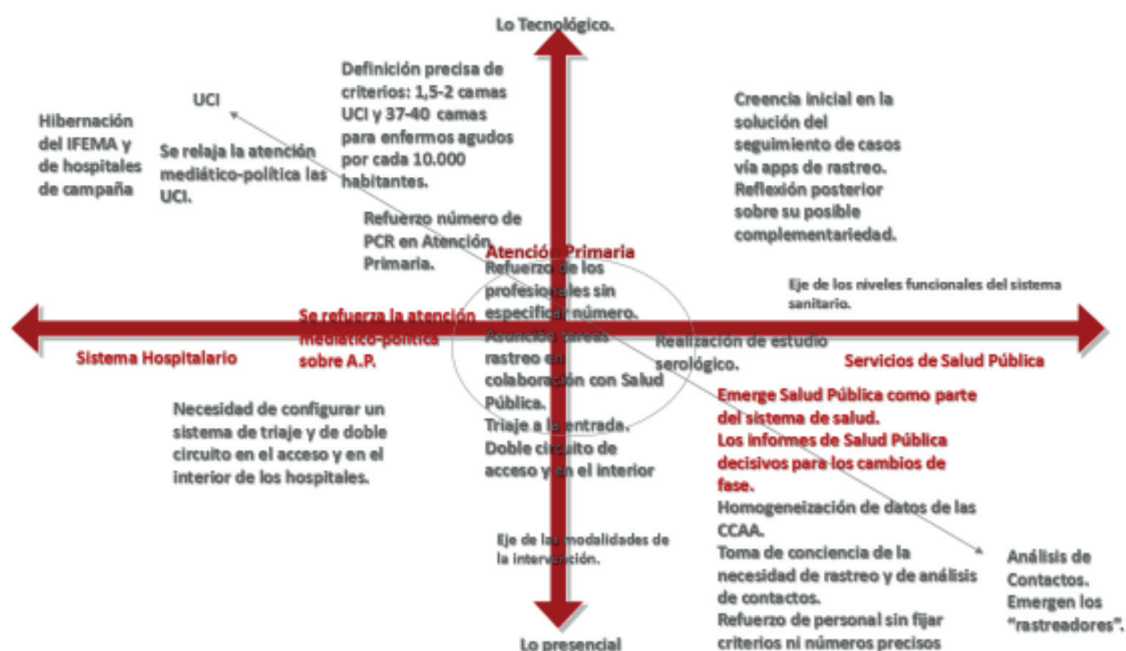 Lo Tecnológico.
UCI
Hibernación
del IFEMA y
de hospitales
de campaña
Se relaja la atención
mediático-política las
UCI.
Definición precisa de
criterios: 1,5-2 camas
UCI y 37-40 camas
para enfermos agudos
por cada 10.000
habitantes.
Refuerzo número de
PCR en Atención
Primaria.
Creencia inicial en la
solución del
seguimiento de casos
vía apps de rastreo.
Reflexión posterior
sobre su posible
complementariedad.
Atención Primaria
Refuerzo de los
profesionales sin
especificar número.
Asunción tareas
rastreo en
colaboración con Salud
Pública.
Triaje a la entrada.
Doble circuito de
acceso y en el interior
Eje de los niveles funcionales del sistema
sanitario.
Se refuerza la atención
mediático-política
sobre A.P.
Sistema Hospitalario
Realización de estudio
serológico.
Servicios de Salud Pública
Necesidad de configurar un
sistema de triaje y de doble
circuito en el acceso y en el
interior de los hospitales.
Emerge Salud Pública como parte
del sistema de salud.
Los informes de Salud Pública
decisivos para los cambios de
fase.
Homogeneización de datos de las
CCAA.
Toma de conciencia de la
necesidad de rastreo y de análisis
de contactos.
Refuerzo de personal sin fijar
criterios ni números precisos
Análisis de
Contactos.
Emergen los
"rastreadores".
Eje de las modalidades de
la intervención.
Lo presencial